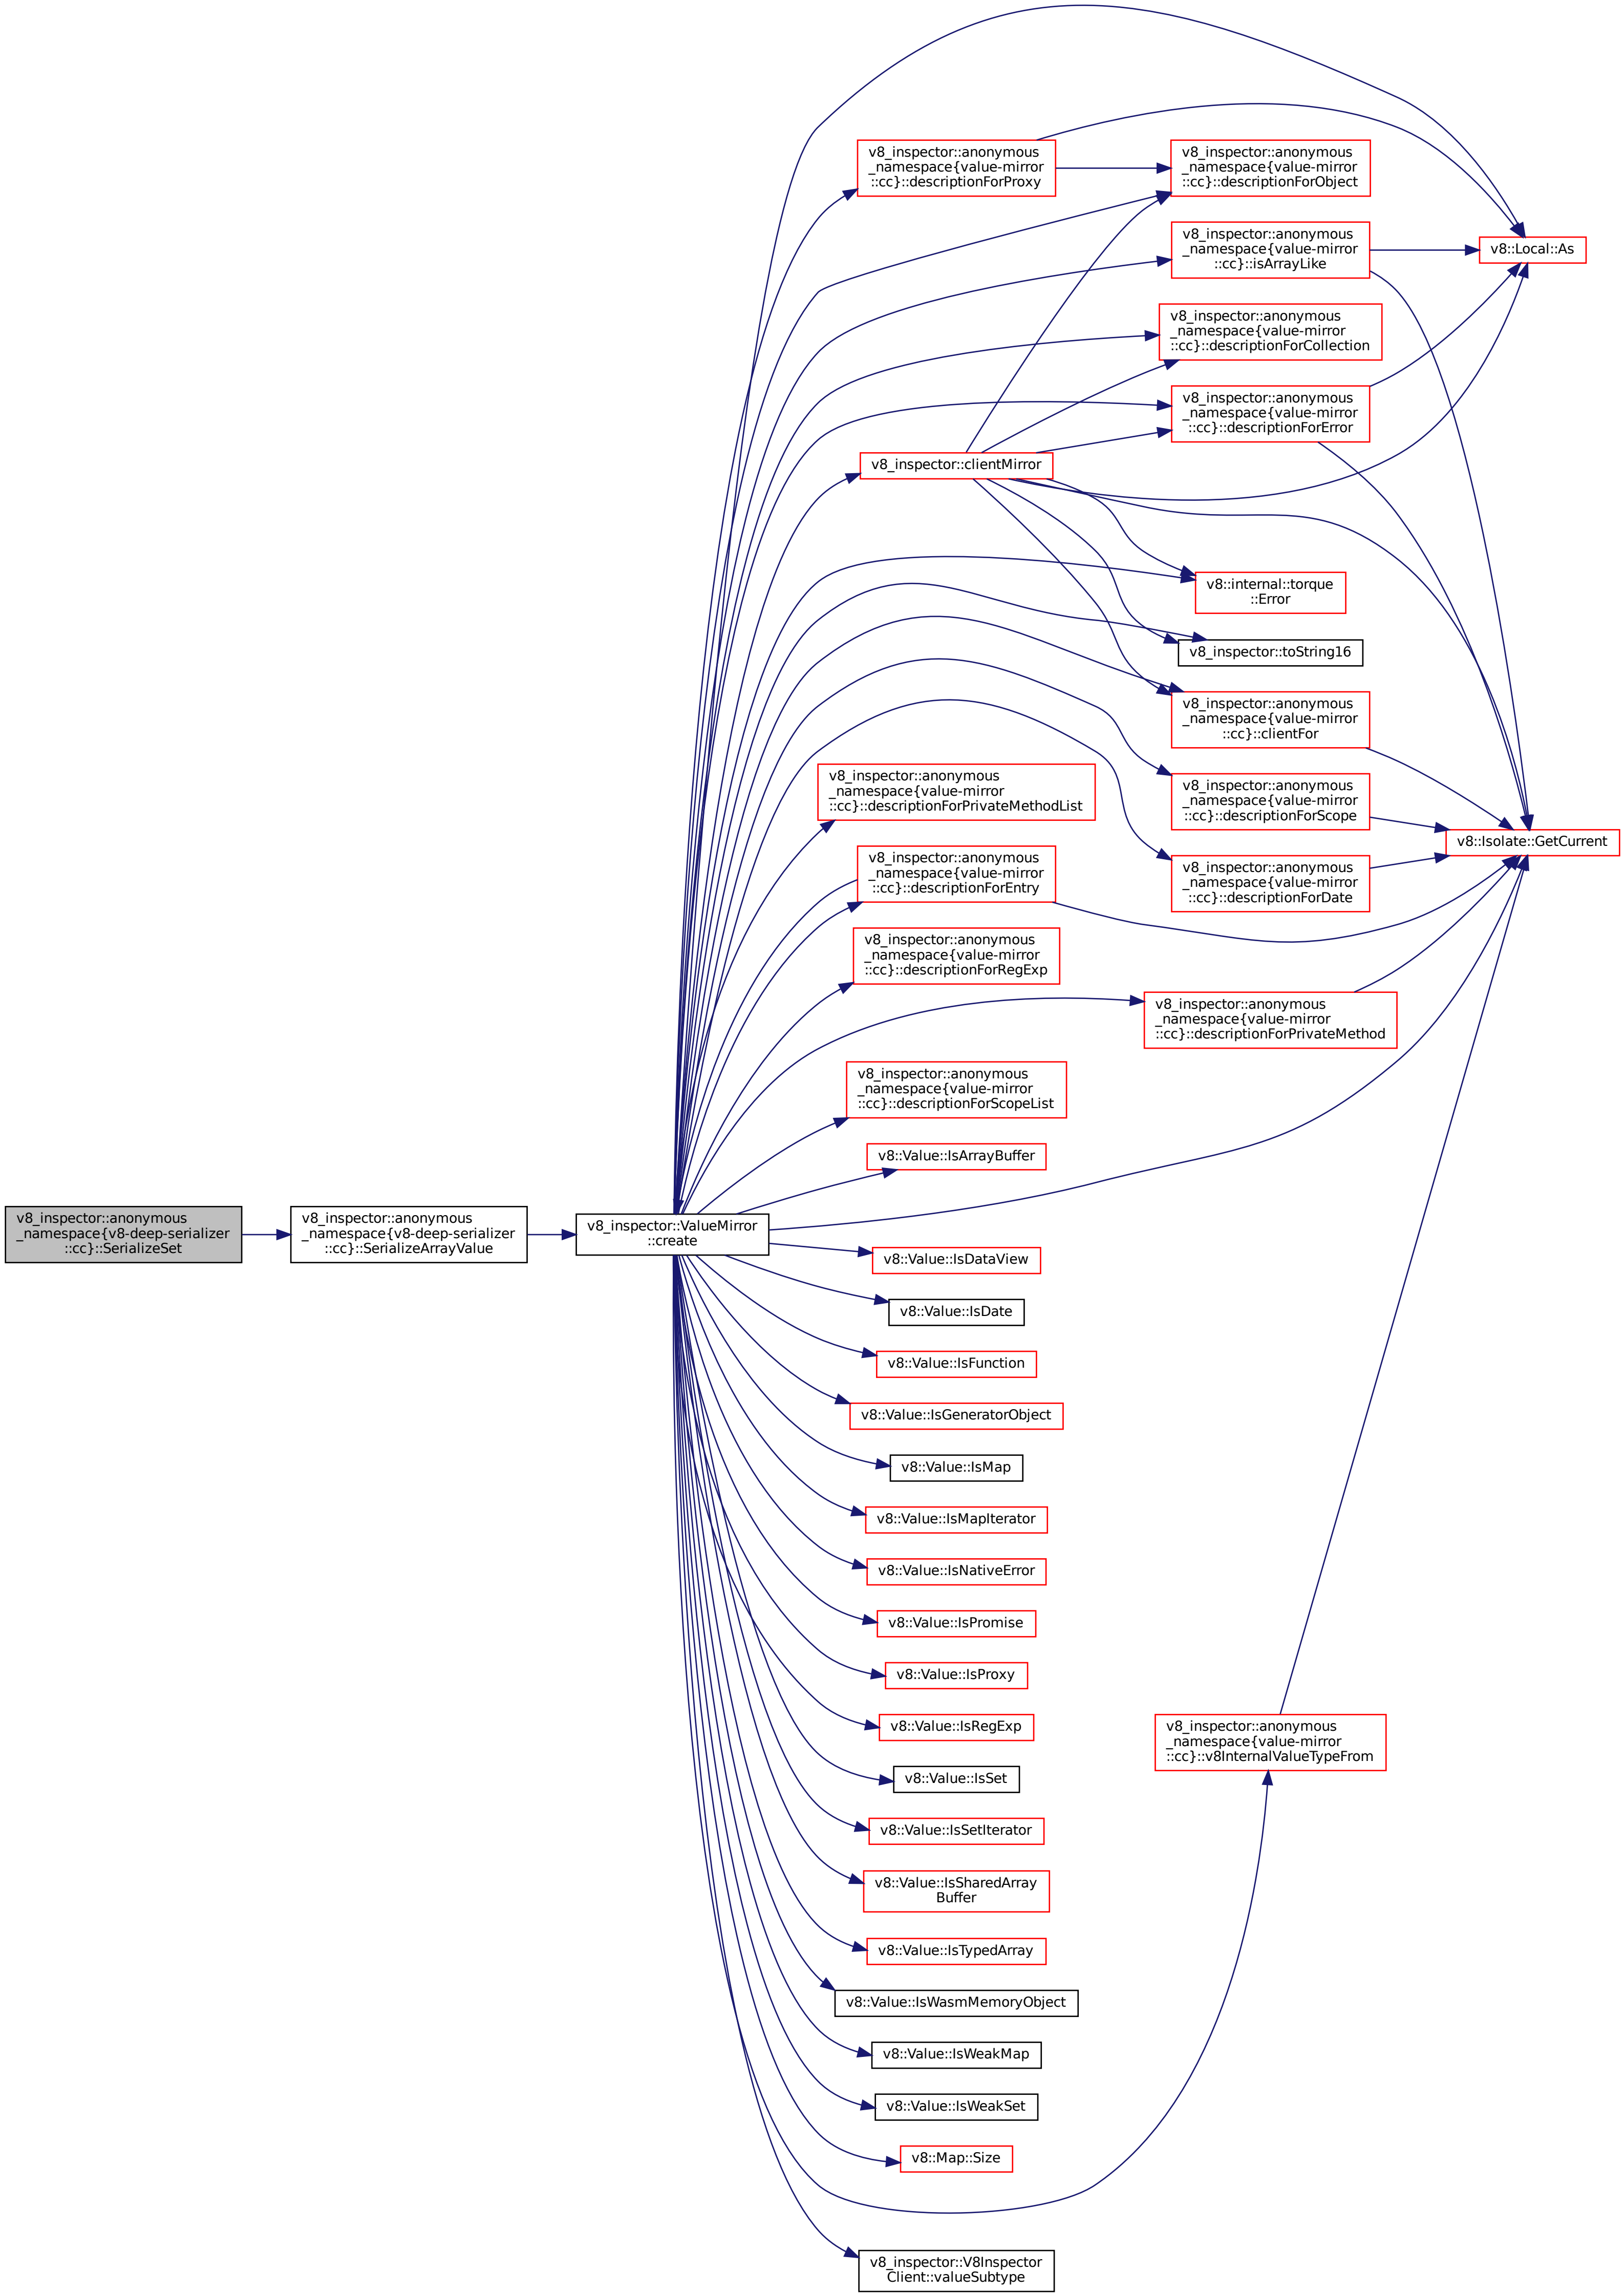 v8_inspector::anonymous
_namespace{value-mirror
::cc}::descriptionForProxy
v8_inspector::anonymous
_namespace{value-mirror
::cc}::descriptionForObject
v8_inspector::anonymous
_namespace{value-mirror
::cc}::isArrayLike
v8::Local::As
v8_inspector::anonymous
_namespace{value-mirror
::cc}::descriptionForCollection
v8_inspector::anonymous
_namespace{value-mirror
::cc}::descriptionForError
v8_inspector::clientMirror
v8::internal::torque
::Error
v8_inspector::toString16
v8_inspector::anonymous
_namespace{value-mirror
::cc}::clientFor
v8_inspector::anonymous
_namespace{value-mirror
::cc}::descriptionForPrivateMethodList
v8_inspector::anonymous
_namespace{value-mirror
::cc}::descriptionForScope
v8::Isolate::GetCurrent
v8_inspector::anonymous
_namespace{value-mirror
::cc}::descriptionForEntry
v8_inspector::anonymous
_namespace{value-mirror
::cc}::descriptionForDate
v8_inspector::anonymous
_namespace{value-mirror
::cc}::descriptionForRegExp
v8_inspector::anonymous
_namespace{value-mirror
::cc}::descriptionForPrivateMethod
v8_inspector::anonymous
_namespace{value-mirror
::cc}::descriptionForScopeList
v8::Value::IsArrayBuffer
v8_inspector::anonymous
_namespace{v8-deep-serializer
::cc}::SerializeSet
v8_inspector::anonymous
_namespace{v8-deep-serializer
::cc}::SerializeArrayValue
v8_inspector::ValueMirror
::create
v8::Value::IsDataView
v8::Value::IsDate
v8::Value::IsFunction
v8::Value::IsGeneratorObject
v8::Value::IsMap
v8::Value::IsMapIterator
v8::Value::IsNativeError
v8::Value::IsPromise
v8::Value::IsProxy
v8::Value::IsRegExp
v8_inspector::anonymous
_namespace{value-mirror
::cc}::v8InternalValueTypeFrom
v8::Value::IsSet
v8::Value::IsSetIterator
v8::Value::IsSharedArray
Buffer
v8::Value::IsTypedArray
v8::Value::IsWasmMemoryObject
v8::Value::IsWeakMap
v8::Value::IsWeakSet
v8::Map::Size
v8_inspector::V8Inspector
Client::valueSubtype